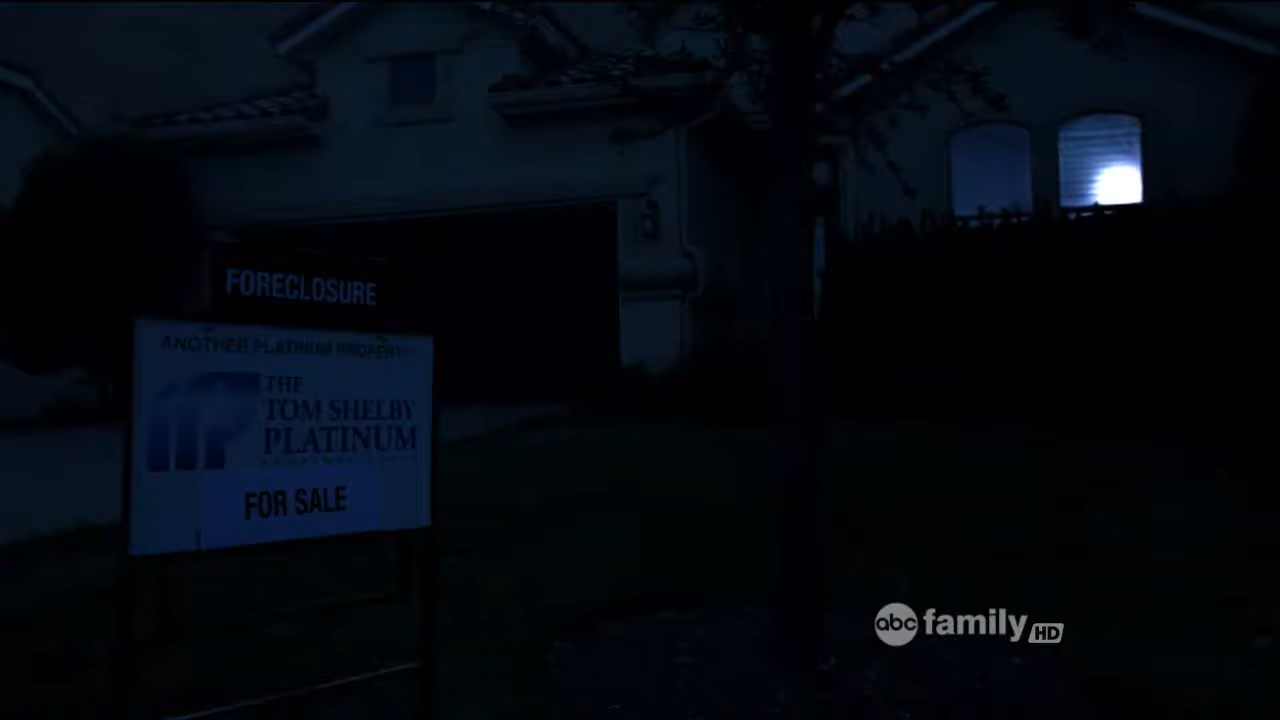 FORECLOSURE
ANOTHER PLATINUM PROPERTY
THE
TOM SHELBY
PLATINUM
FOR SALE
abc family HD